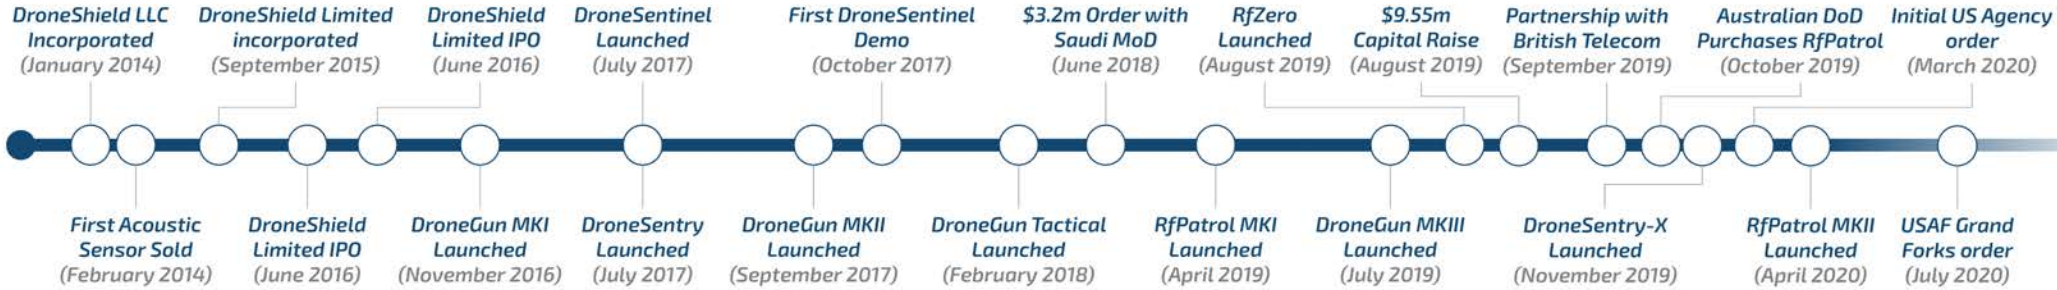 DroneShield LLC
Incorporated
(January 2014)
DroneShield Limited
incorporated
(September 2015)
DroneShield
Limited IPO
(June 2016)
DroneSentinel
Launched
(July 2017)
First DroneSentinel
Demo
(October 2017)
$3.2m Order with
Saudi MoD
(June 2018)
RfZero
Launched
(August 2019)
$9.55m
Capital Raise
(August 2019)
Partnership with
British Telecom
(September 2019)
Australian DoD
Purchases RfPatrol
(October 2019)
Initial US Agency
order
(March 2020)
First Acoustic
Sensor Sold
(February 2014)
DroneShield
Limited IPO
(June 2016)
DroneGun MKI
Launched
(November 2016)
DroneSentry
Launched
(July 2017)
DroneGun MKII
Launched
(September 2017)
DroneGun Tactical
Launched
(February 2018)
RfPatrol MKI
Launched
(April 2019)
DroneGun MKIII
Launched
(July 2019)
DroneSentry-X
Launched
(November 2019)
RfPatrol MKII
Launched
(April 2020)
USAF Grand
Forks order
(July 2020)